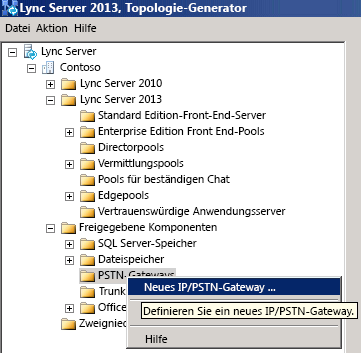 Lync Server 2013, Topologie-Generator
Datei Aktion Hilfe
Lync Server
Contoso
Lync Server 2010
Lync Server 2013
Standard Edition-Front-End-Server
Enterprise Edition Front End-Pools
Directorpools
Vermittlungspools
Pools für beständigen Chat
Edgepools
Vertrauenswürdige Anwendungsserver
Freigegebene Komponenten
SQL Server-Speicher
Dateispeicher
PSTN-Gateways
Neues IP/PSTN-Gateway ...
Trunk
Definieren Sie ein neues IP/PSTN-Gateway.
Office
Zweignied
Hilfe